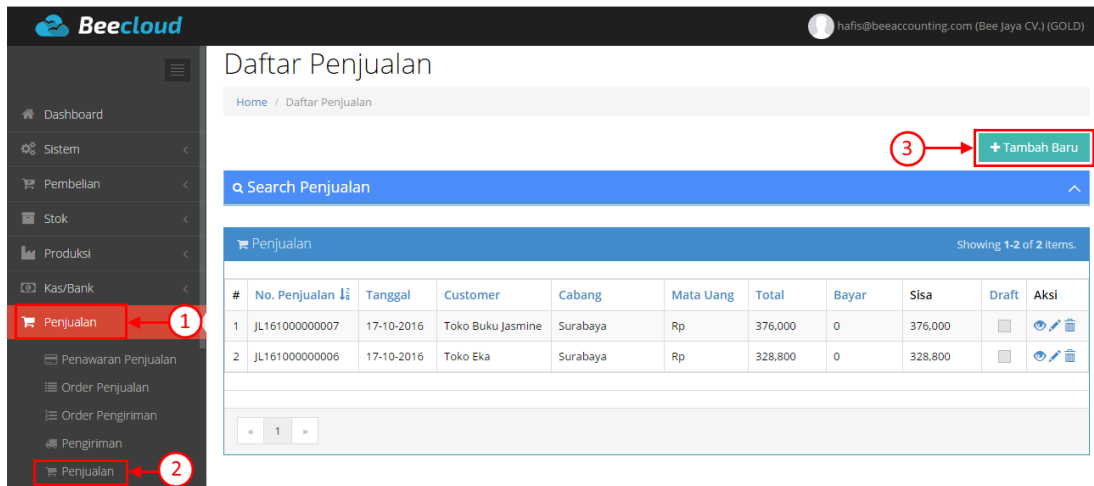 Beecloud
hafis@beeaccounting.com (Bee Jaya CV.) (GOLD)
Dashboard
Sistem
Pembelian
Stok
Produksi
Kas/Bank
Penjualan
1
Penawaran Penjualan
Order Penjualan
Order Pengiriman
Pengiriman
Penjualan
2
Daftar Penjualan
Home / Daftar Penjualan
3
+ Tambah Baru
Search Penjualan
Penjualan
Showing 1-2 of 2 items.
# No. Penjualan Tanggal Customer Cabang Mata Uang Total Bayar Sisa Draft Aksi
1 JL161000000007 17-10-2016 Toko Buku Jasmine Surabaya Rp 376,000 0 376,000
2 JL161000000006 17-10-2016 Toko Eka Surabaya Rp 328,800 0 328,800
« 1 »